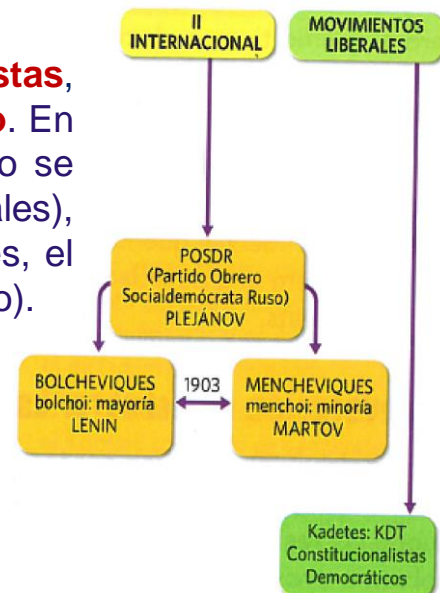 stas,
o. En
o se
ales),
es, el
o).
II
INTERNACIONAL
MOVIMIENTOS
LIBERALES
POSDR
(Partido Obrero
Socialdemócrata Ruso)
PLEJÁNOV
BOLCHEVIQUES
bolchoi: mayoría
LENIN
1903
MENCHEVIQUES
menchoi: minoría
MARTOV
Kadetes: KDT
Constitucionalistas
Democráticos